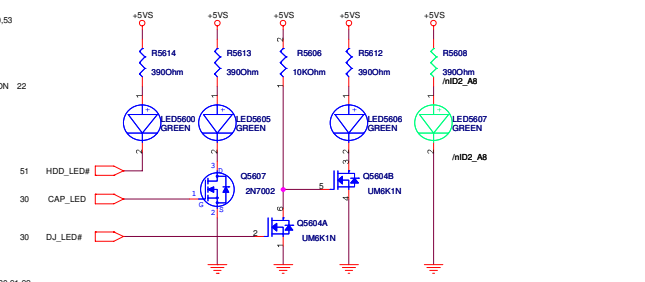 ,53
+5VS
+5VS
+5VS
+5VS
+5VS
2
R5614
R5613
R5606
R5612
R5608
390Ohm
390Ohm
10KOhm
390Ohm
390Ohm
/nID2_A8
ON 22
1
1
1
1
1
+
+
+
+
LED5600
LED5605
LED5606
LED5607
GREEN
GREEN
GREEN
GREEN
2
2
2
2
/nID2_A8
51 HDD_LED#
3
D
Q5607
3
Q5604B
30 CAP_LED
1
G
2N7002
5
UM6K1N
2
S
6
4
Q5604A
30 DJ_LED#
2
UM6K1N
1